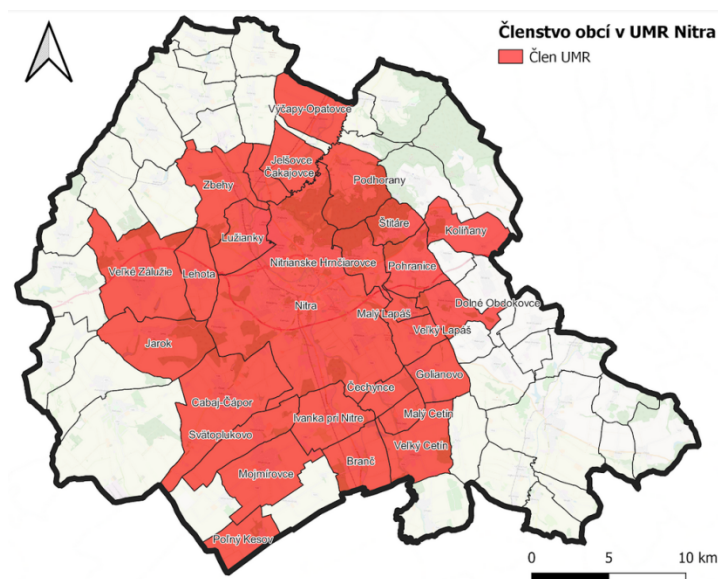 Členstvo obcí v UMR Nitra
Člen UMR
Výčapy-Opatovce
Jelšovce
Čakajovce
Zbehy
Podhorany
Štitáre
Kolíňany
Lužianky
Nitrianske Hrnčiarovce
Pohranice
Veľké Zálužie
Lehota
Nitra
Dolné Obdokovce
Malý Lapáš
Veľký Lapáš
Jarok
Golianovo
Čechynce
Cabaj-Čápor
Ivanka pri Nitre
Malý Cetín
Svätoplukovo
Veľký Cetín
Branč
Mojmírovce
Poľný Kesov
0 5 10 km